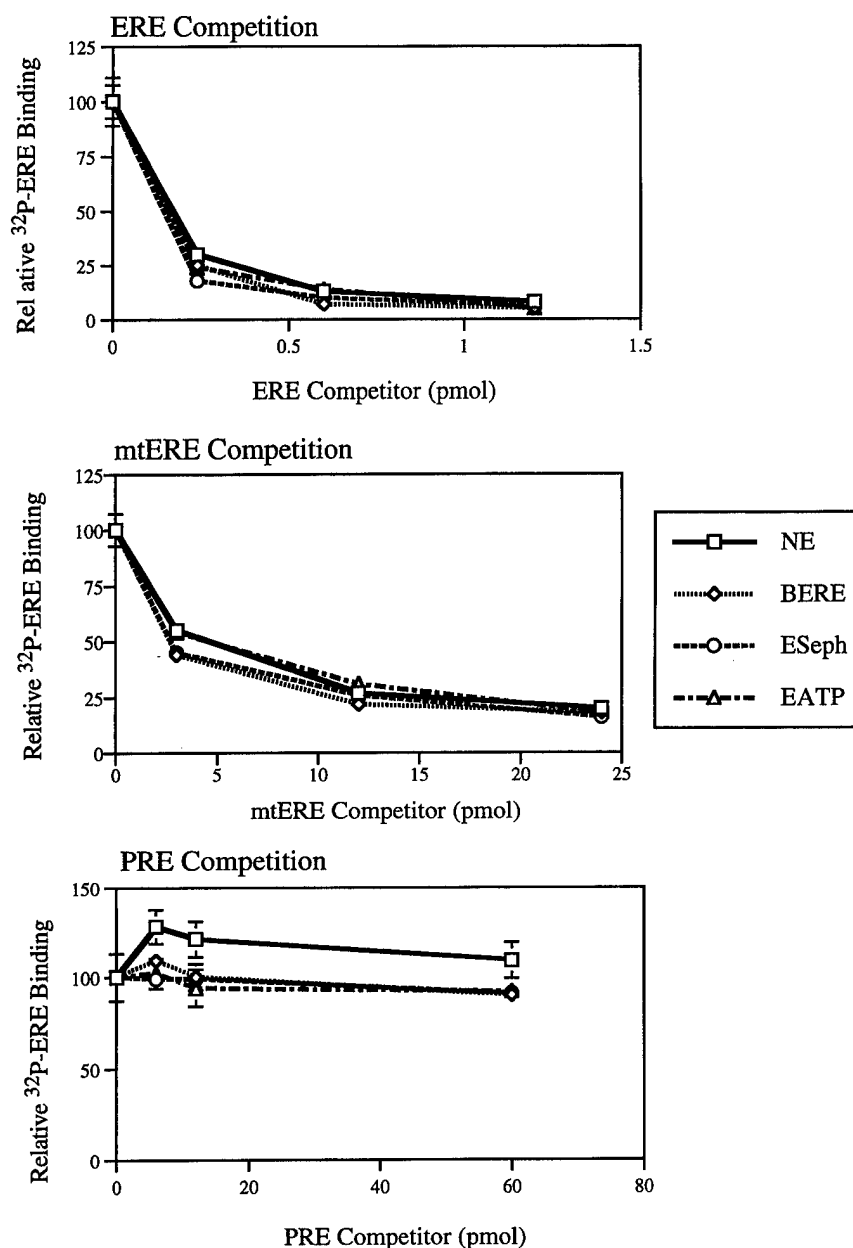 ERE Competition
125
100
75
50
25
0
0 0.5 1 1.5
Rel ative ³²P-ERE Binding
ERE Competitor (pmol)
mtERE Competition
125
100
75
50
25
0
0 5 10 15 20 25
Relative ³²P-ERE Binding
mtERE Competitor (pmol)
NE
BERE
ESeph
EATP
PRE Competition
150
100
50
0
0 20 40 60 80
Relative ³²P-ERE Binding
PRE Competitor (pmol)